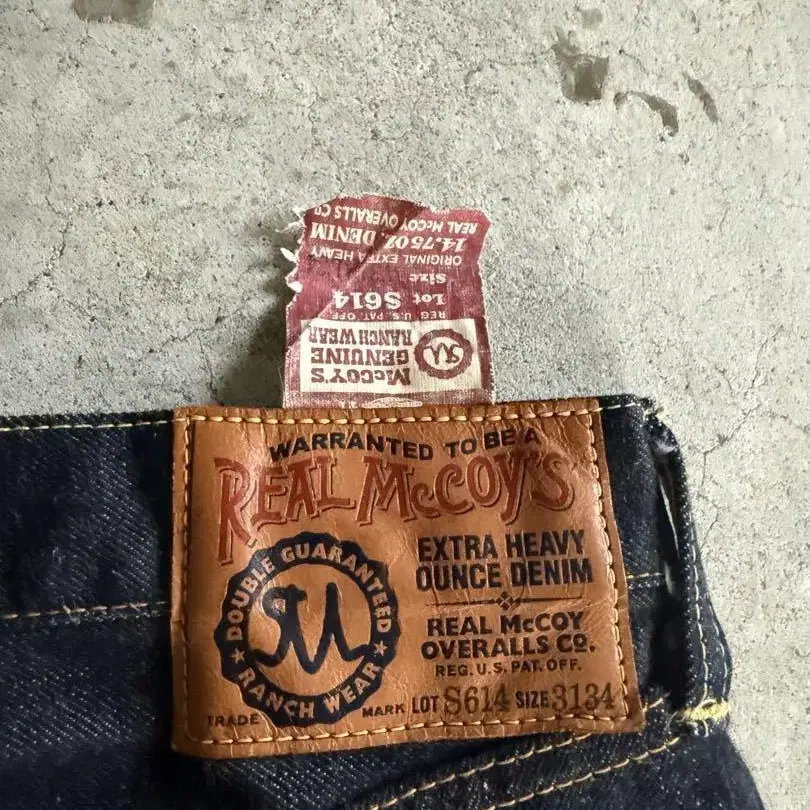 REAL McCOY OVERALLS Co
14.75OZ. DENIM
ORIGINAL EXTRA HEAVY
Size
Lot S614
REG. U.S. PAT. OFF.
McCOY'S
GENUINE
RANCH WEAR
WARRANTED TO BE A
REAL McCOY'S
DOUBLE GUARANTEED
RANCH WEAR
TRADE MARK
EXTRA HEAVY
OUNCE DENIM
REAL McCOY
OVERALLS Co.
REG. U.S. PAT. OFF.
LOT S614 SIZE 3134